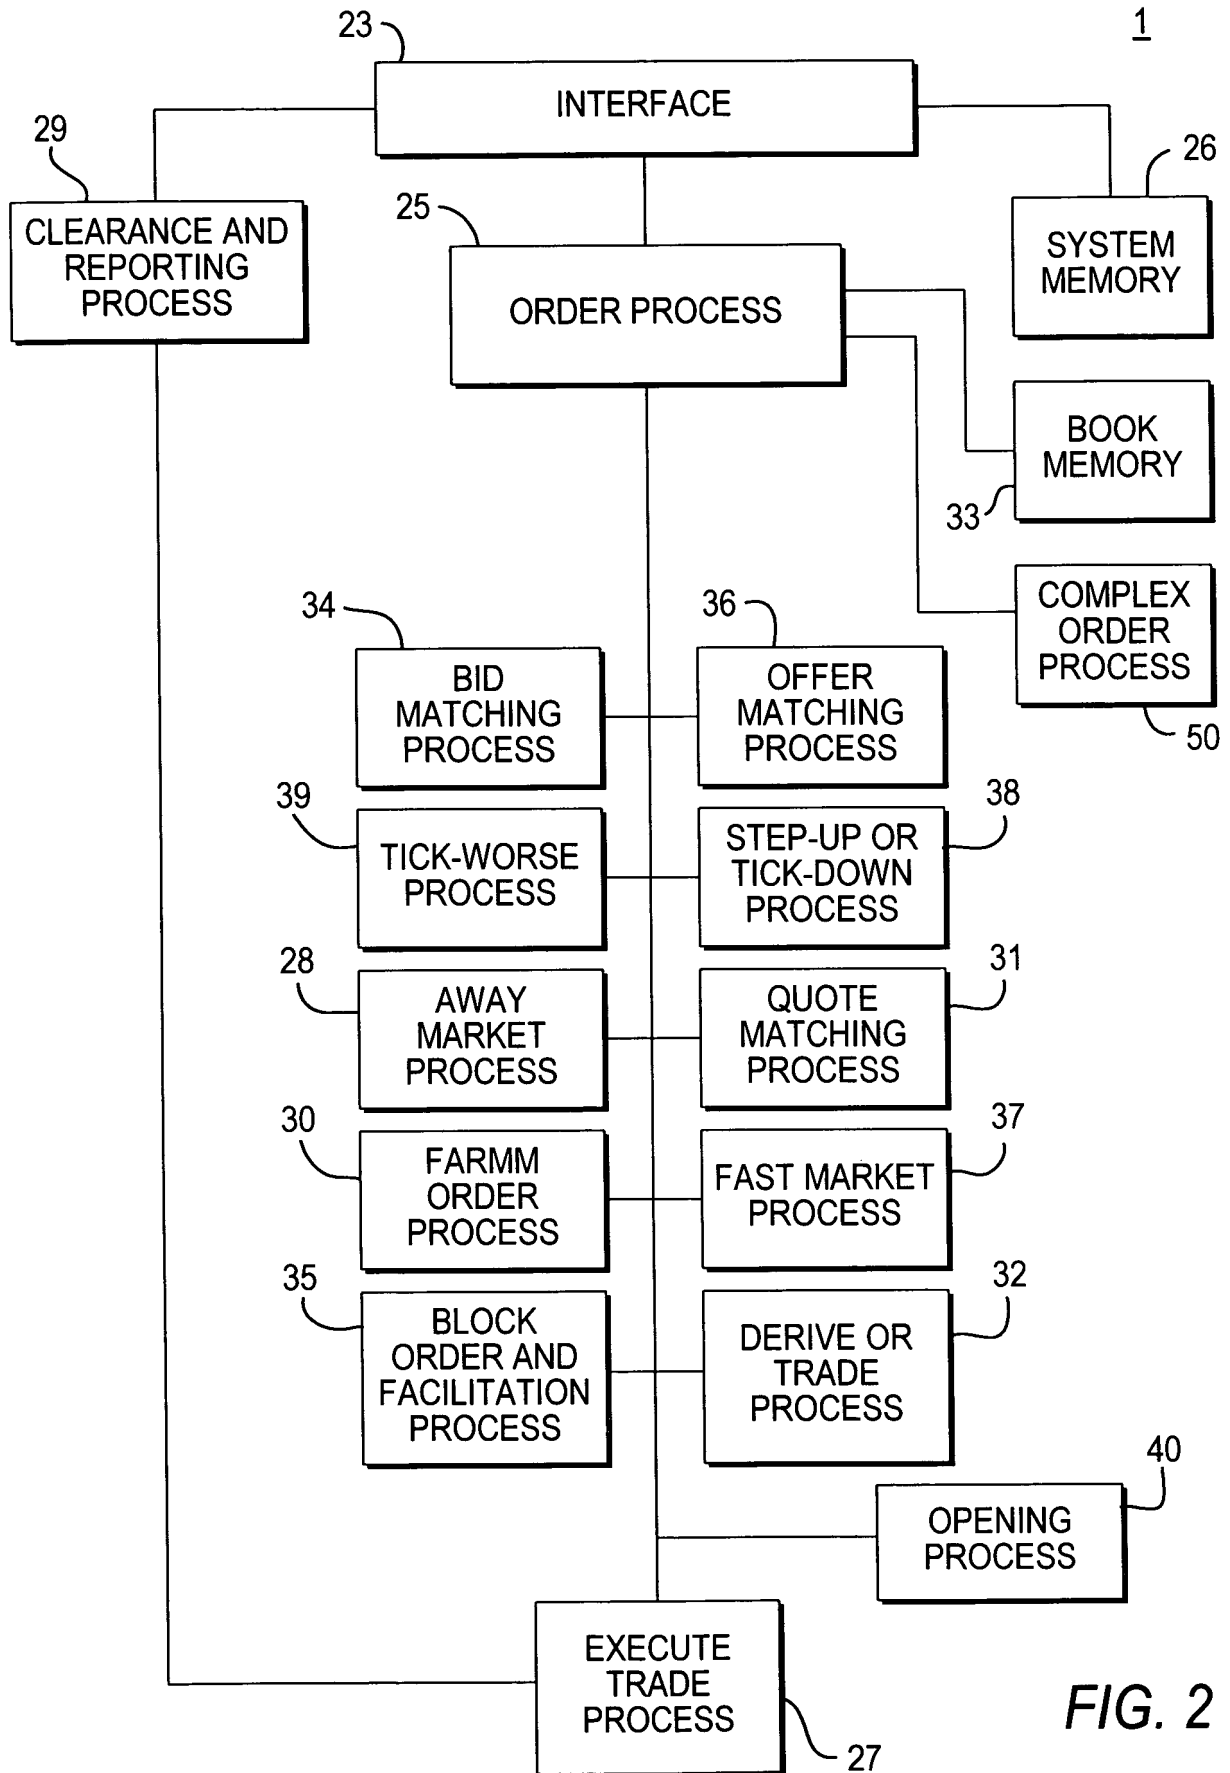 1
23
INTERFACE
29
CLEARANCE AND
REPORTING
PROCESS
25
ORDER PROCESS
26
SYSTEM
MEMORY
BOOK
MEMORY
33
COMPLEX
ORDER
PROCESS
50
34
BID
MATCHING
PROCESS
36
OFFER
MATCHING
PROCESS
39
TICK-WORSE
PROCESS
38
STEP-UP OR
TICK-DOWN
PROCESS
28
AWAY
MARKET
PROCESS
31
QUOTE
MATCHING
PROCESS
30
FARMM
ORDER
PROCESS
37
FAST MARKET
PROCESS
35
BLOCK
ORDER AND
FACILITATION
PROCESS
32
DERIVE OR
TRADE
PROCESS
40
OPENING
PROCESS
EXECUTE
TRADE
PROCESS
27
FIG. 2